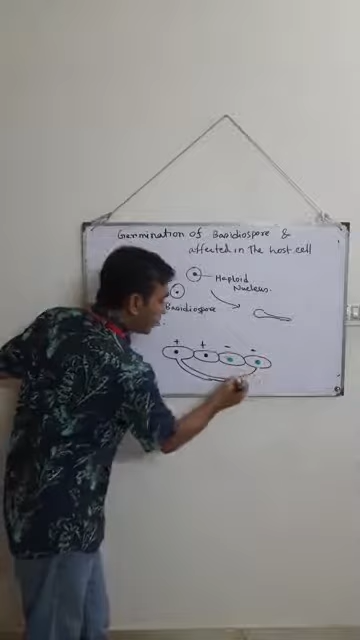 Germination of Basidiospore &
affected in The host cell
Haploid
Nucleus.
Basidiospore
+ + - -